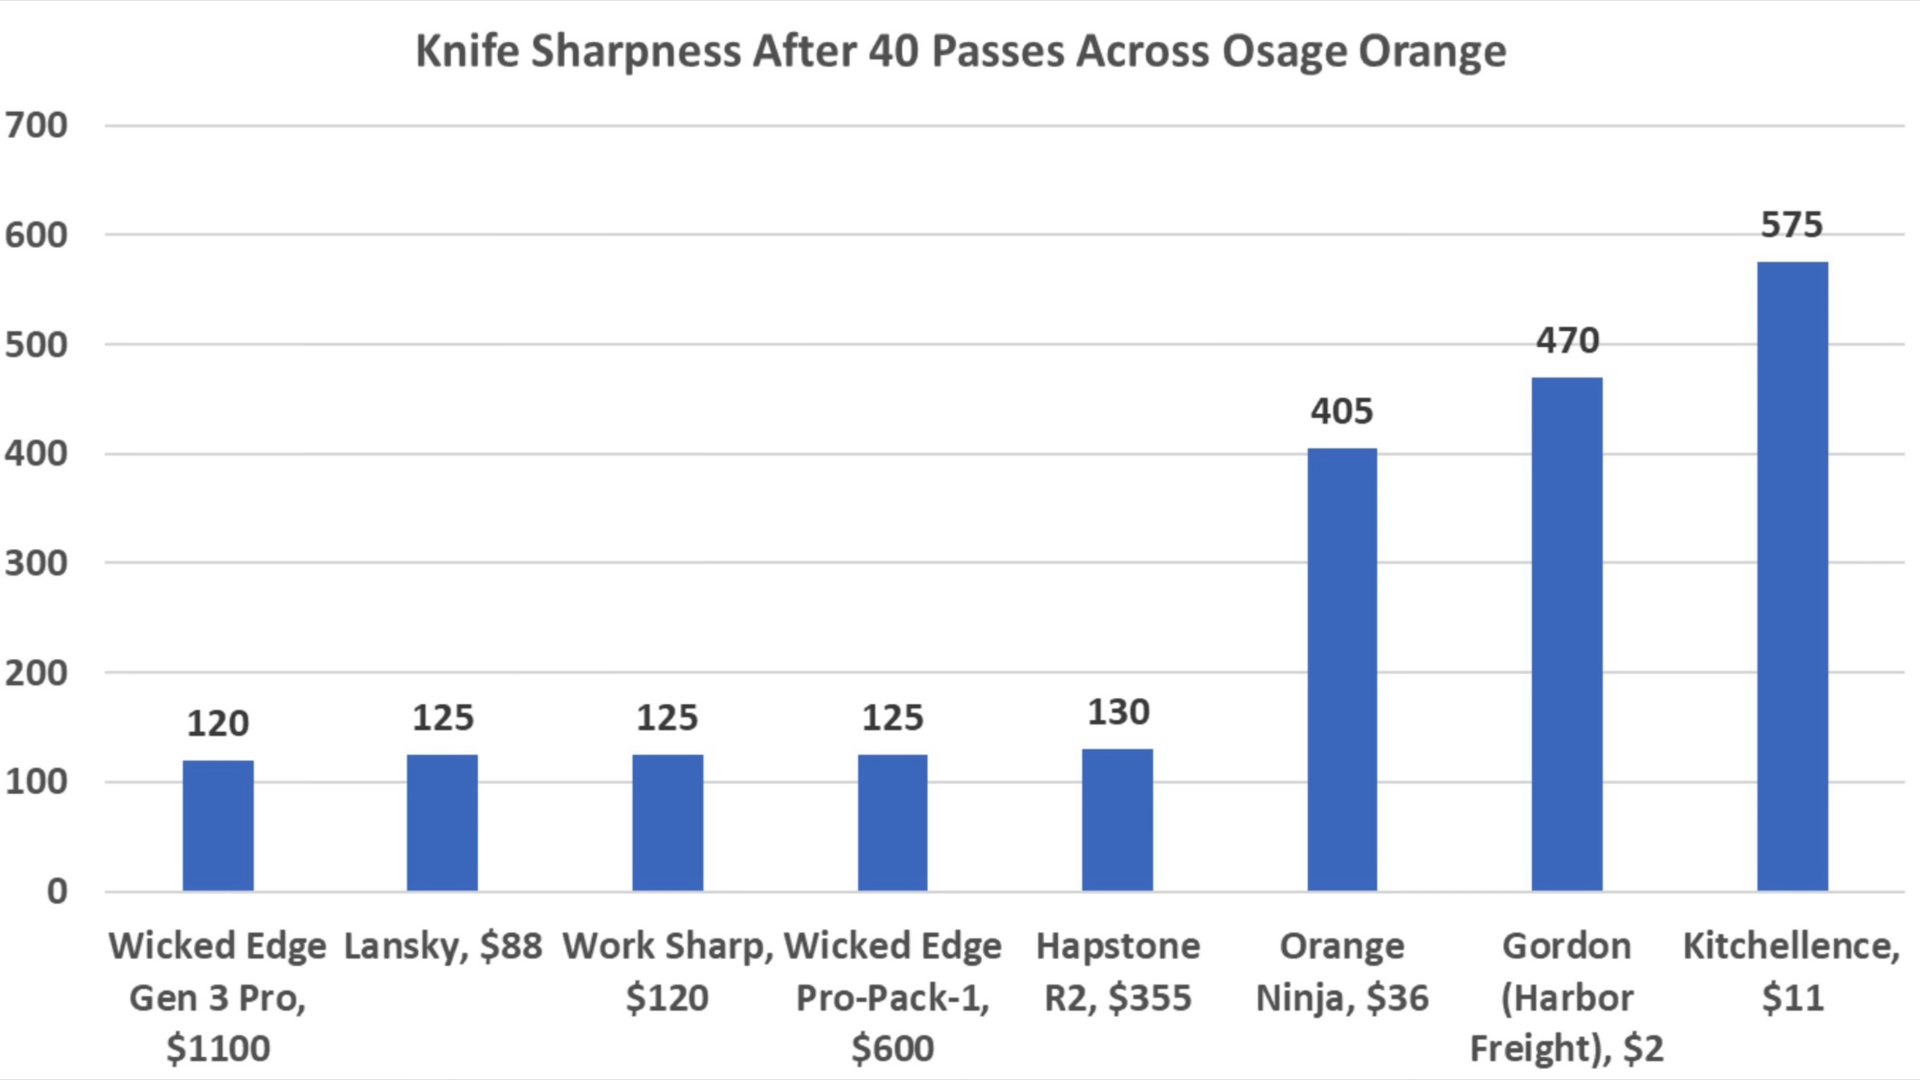 Knife Sharpness After 40 Passes Across Osage Orange
700
600
500
400
300
200
100
0
120
125
125
125
130
405
470
575
Wicked Edge
Gen 3 Pro,
$1100
Lansky, $88
Work Sharp,
$120
Wicked Edge
Pro-Pack-1,
$600
Hapstone
R2, $355
Orange
Ninja, $36
Gordon
(Harbor
Freight), $2
Kitchellence,
$11